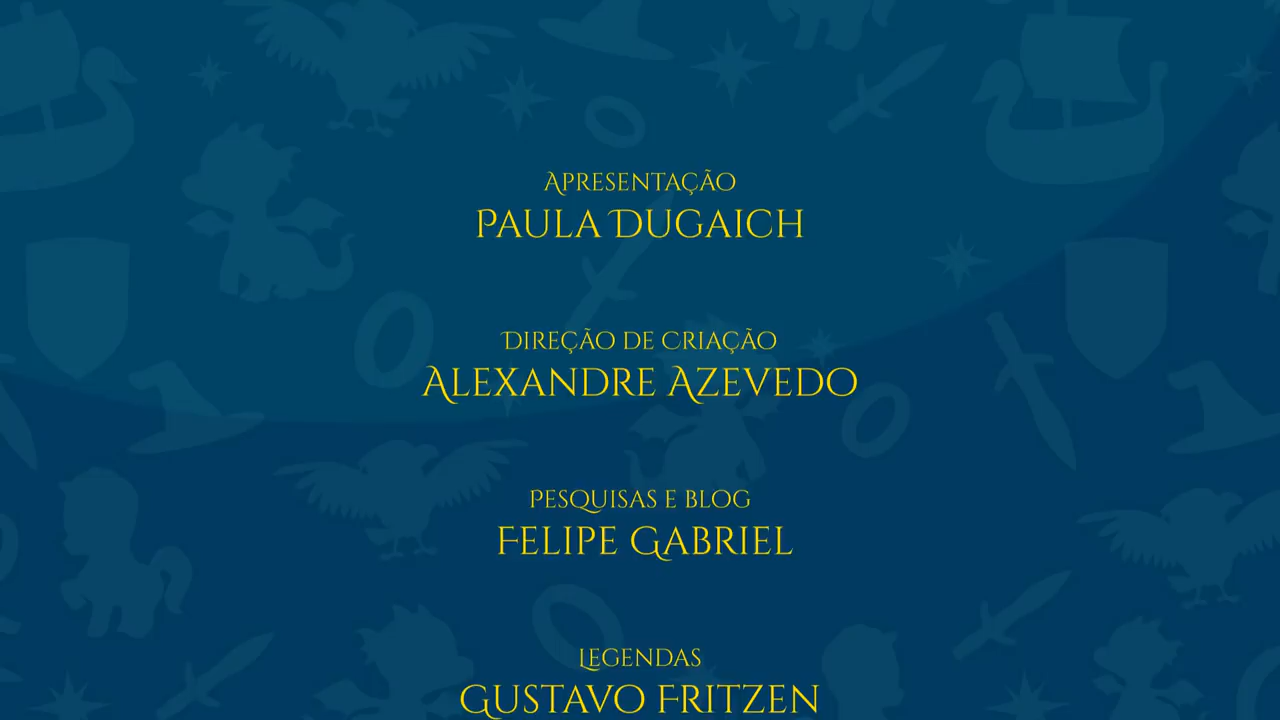 Apresentação
Paula Dugaich
Direção de Criação
Alexandre Azevedo
Pesquisas e Blog
Felipe Gabriel
Legendas
Gustavo Fritzen